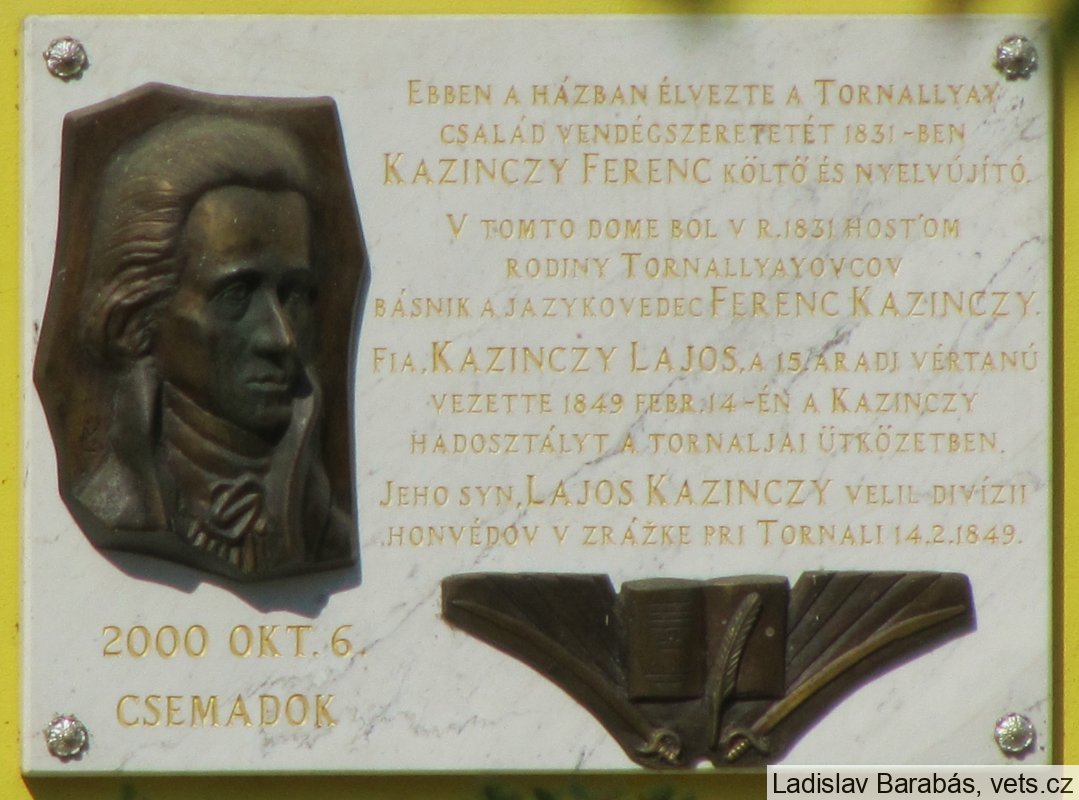 EBBEN A HÁZBAN ÉLVEZTE A TORNALLYAY
CSALÁD VENDÉGSZERETETÉT 1831-BEN
KAZINCZY FERENC KÖLTŐ ÉS NYELVÚJÍTÓ.
V TOMTO DOME BOL V R.1831 HOSŤOM
RODINY TORNALLYAYOVCOV
BÁSNIK A JAZYKOVEDEC FERENC KAZINCZY.
FIA, KAZINCZY LAJOS, A 15. ARADI VÉRTANÚ
VEZETTE 1849 FEBR. 14-ÉN A KAZINCZY
HADOSZTÁLYT A TORNALJAI ÜTKÖZETBEN.
JEHO SYN, LAJOS KAZINCZY VELIL DIVÍZII
HONVÉDOV V ZRÁŽKE PRI TORNALI 14.2.1849.
2000 OKT. 6.
CSEMADOK
Ladislav Barabás, vets.cz